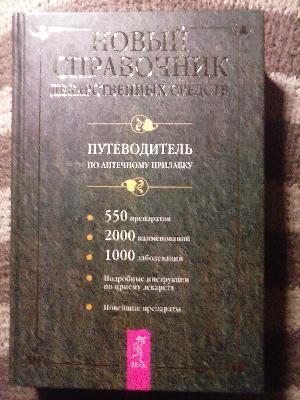 НОВЫЙ
СПРАВОЧНИК
ЛЕКАРСТВЕННЫХ СРЕДСТВ
ПУТЕВОДИТЕЛЬ
ПО АПТЕЧНОМУ ПРИЛАВКУ
550 препаратов
2000 наименований
1000 заболеваний
Подробные инструкции
по приему лекарств
Новейшие препараты